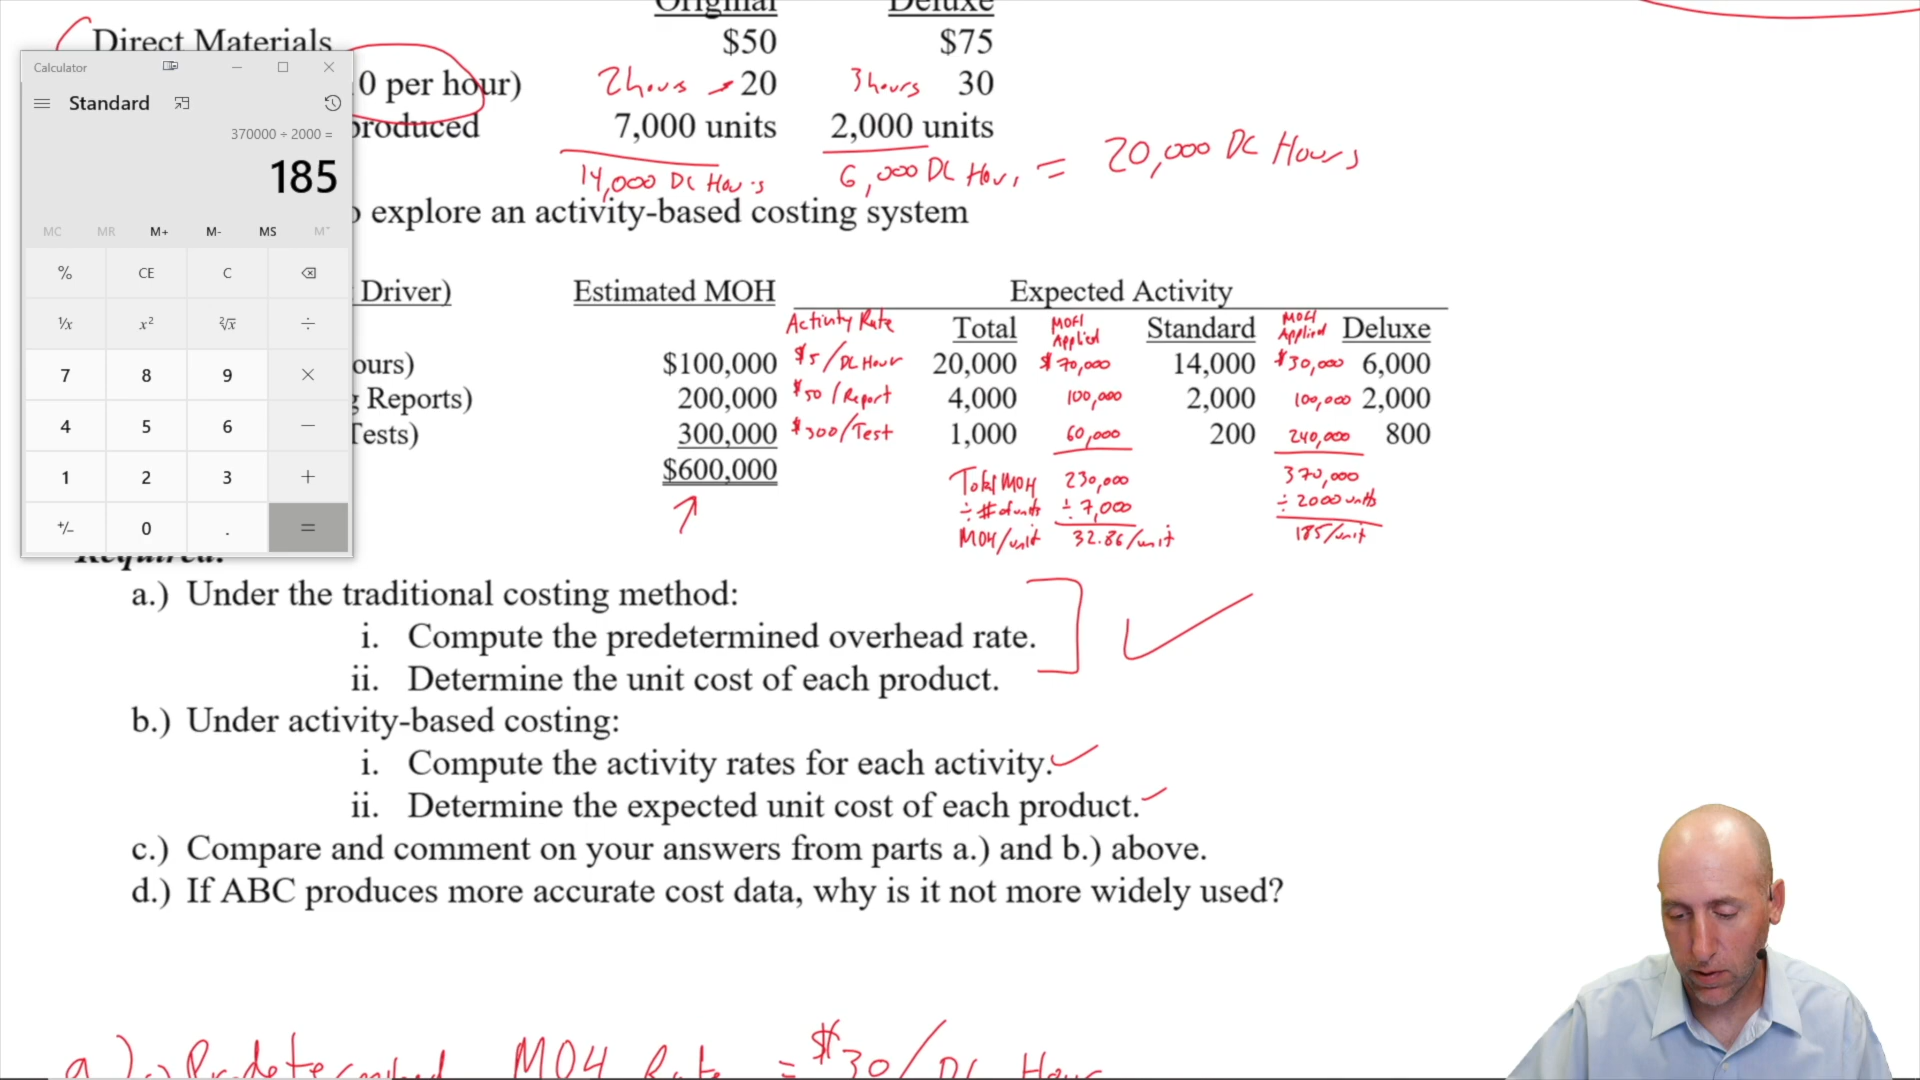 Original Deluxe
Direct Materials $50 $75
0 per hour) 2 hours → 20 3 hours 30
produced 7,000 units 2,000 units
14,000 DL Hours 6,000 DL Hours = 20,000 DL Hours
o explore an activity-based costing system
Calculator
Standard
370000 ÷ 2000 =
185
MC MR M+ M- MS M˅
% CE C ⌫
¹/x x² ²√x ÷
7 8 9 ×
4 5 6 −
1 2 3 +
+/− 0 . =
Driver) Estimated MOH Expected Activity
Activity Rate Total MOH Applied Standard MOH Applied Deluxe
ours) $100,000 $5/DL Hour 20,000 $70,000 14,000 $30,000 6,000
g Reports) 200,000 $50/Report 4,000 100,000 2,000 100,000 2,000
Tests) 300,000 $300/Test 1,000 60,000 200 240,000 800
$600,000 Total MOH 230,000 370,000
÷ # of units ÷ 7,000 ÷ 2000 units
MOH/unit 32.86/unit 185/unit
Required:
a.) Under the traditional costing method:
i. Compute the predetermined overhead rate.
ii. Determine the unit cost of each product.
b.) Under activity-based costing:
i. Compute the activity rates for each activity.
ii. Determine the expected unit cost of each product.
c.) Compare and comment on your answers from parts a.) and b.) above.
d.) If ABC produces more accurate cost data, why is it not more widely used?
a.) Predetermined MOH Rate = $30/DL Hour